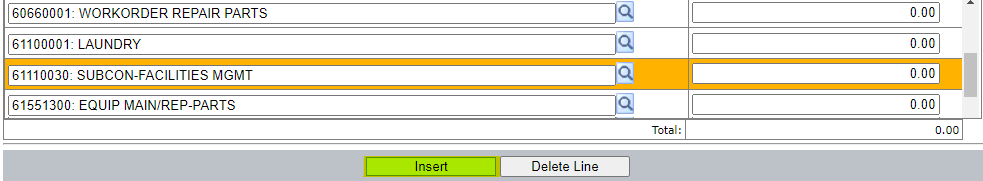 60660001: WORKORDER REPAIR PARTS 0.00
61100001: LAUNDRY 0.00
61110030: SUBCON-FACILITIES MGMT 0.00
61551300: EQUIP MAIN/REP-PARTS 0.00
Total: 0.00
Insert Delete Line